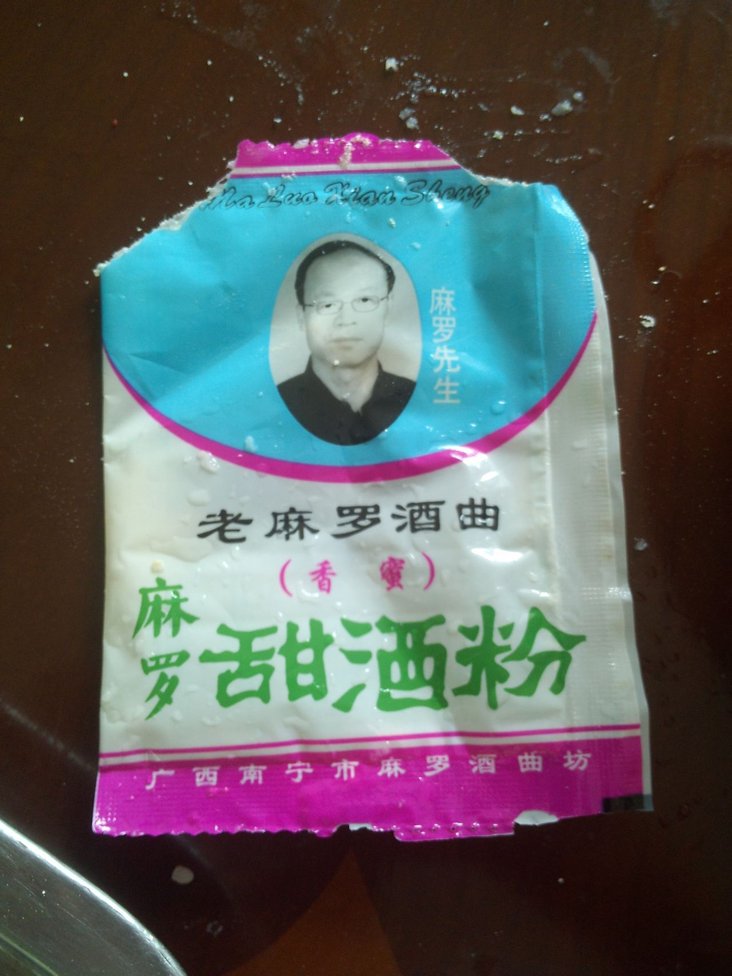 Ma Luo Xian Sheng
麻罗先生
老麻罗酒曲
(香 蜜)
麻罗甜酒粉
广西南宁市麻罗酒曲坊